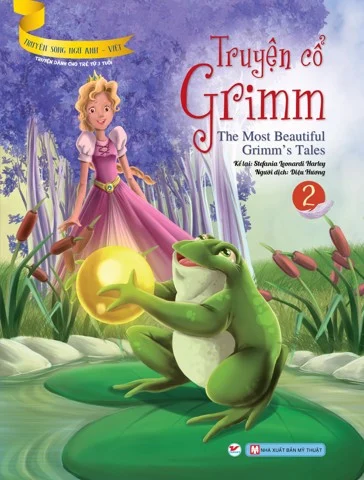 TRUYỆN SONG NGỮ ANH - VIỆT
TRUYỆN DÀNH CHO TRẺ TỪ 3 TUỔI
Truyện cổ
Grimm
The Most Beautiful
Grimm's Tales
Kể lại: Stefania Leonardi Hartley
Người dịch: Diệu Hương
2
NHÀ XUẤT BẢN MỸ THUẬT